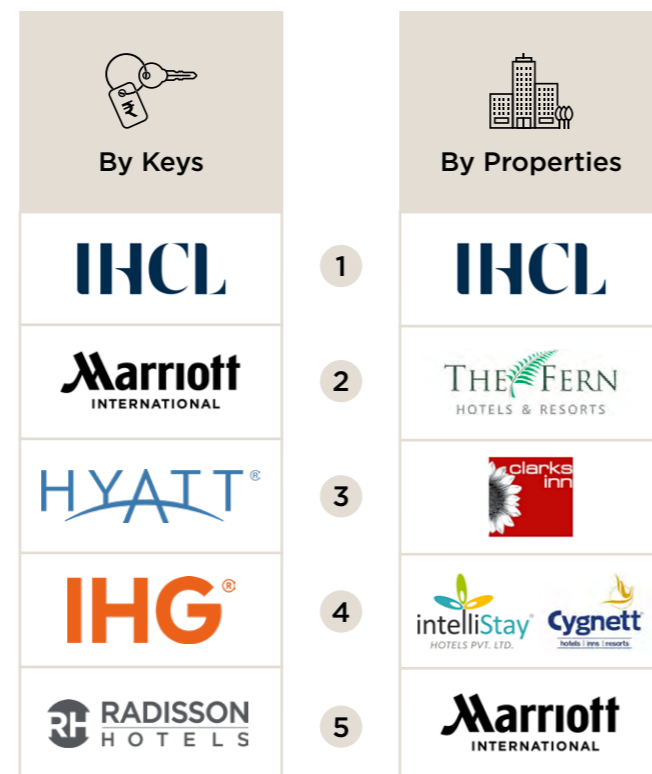 ₹
By Keys
By Properties
IHCL
1
IHCL
Marriott
INTERNATIONAL
2
THE FERN
HOTELS & RESORTS
HYATT®
3
clarks
inn
IHG®
4
intelliStay
HOTELS PVT. LTD.
Cygnett
hotels | inns | resorts
RH RADISSON
HOTELS
5
Marriott
INTERNATIONAL